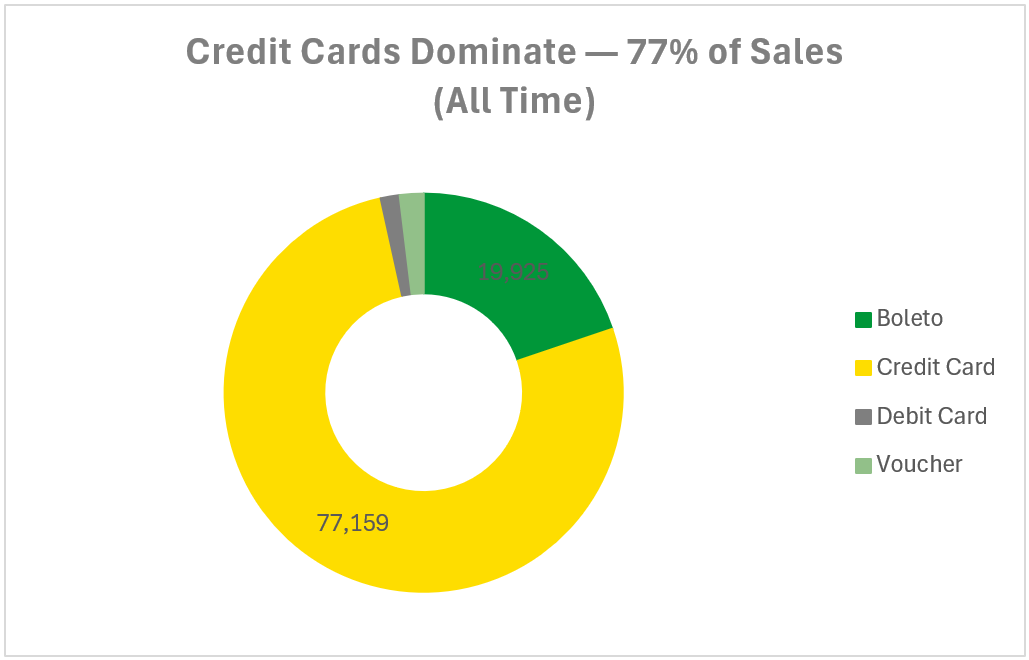 Credit Cards Dominate — 77% of Sales
(All Time)
19,925
77,159
Boleto
Credit Card
Debit Card
Voucher